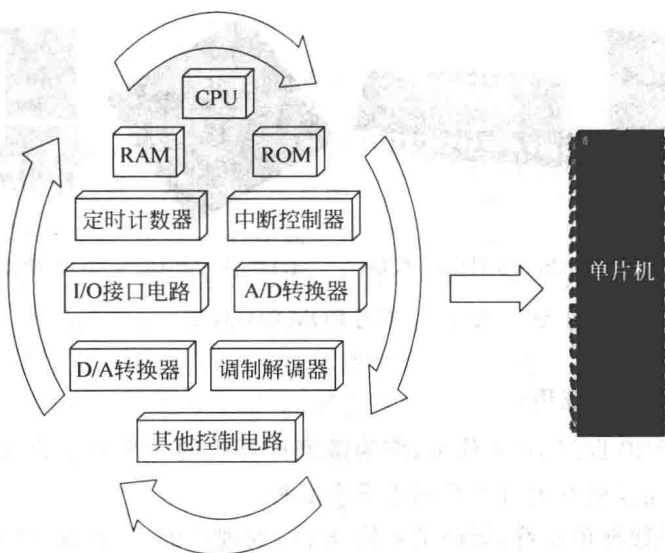 CPU
RAM ROM
定时计数器 中断控制器
I/O接口电路 A/D转换器 单片机
D/A转换器 调制解调器
其他控制电路